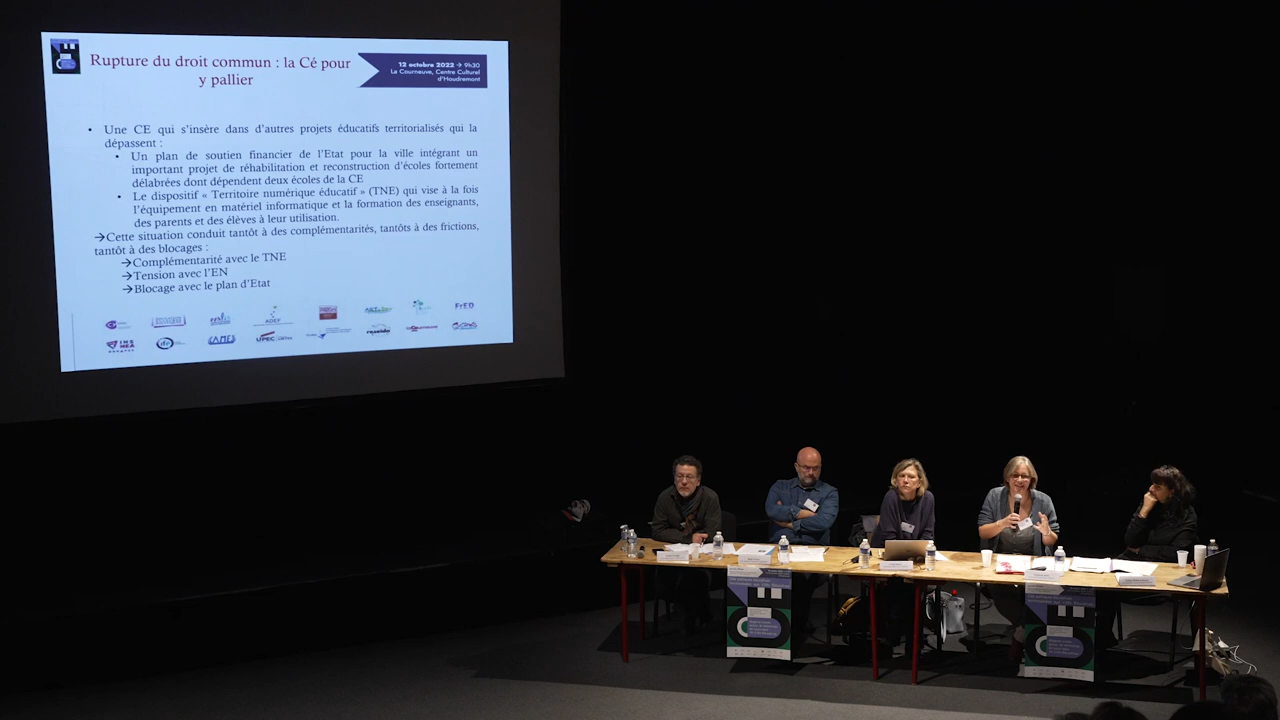 Rupture du droit commun : la Cé pour
y pallier
12 octobre 2022 → 9h30
La Courneuve, Centre Culturel
d'Houdremont
• Une CE qui s'insère dans d'autres projets éducatifs territorialisés qui la
dépassent :
• Un plan de soutien financier de l'Etat pour la ville intégrant un
important projet de réhabilitation et reconstruction d'écoles fortement
délabrées dont dépendent deux écoles de la CE
• Le dispositif « Territoire numérique éducatif » (TNE) qui vise à la fois
l'équipement en matériel informatique et la formation des enseignants,
des parents et des élèves à leur utilisation.
→Cette situation conduit tantôt à des complémentarités, tantôts à des frictions,
tantôt à des blocages :
→Complémentarité avec le TNE
→Tension avec l'EN
→Blocage avec le plan d'Etat
ADEF
FrEB
UPEC